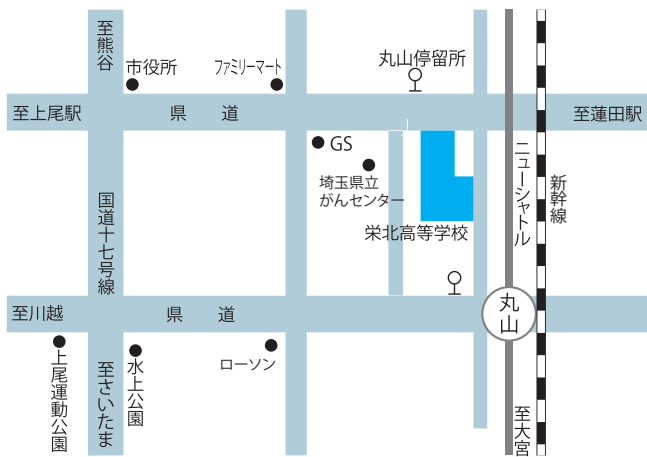 至熊谷
市役所
ファミリーマート
丸山停留所
至上尾駅
県　道
至蓮田駅
GS
埼玉県立
がんセンター
栄北高等学校
ニューシャトル
新幹線
国道十七号線
至川越
県　道
丸山
上尾運動公園
至さいたま
水上公園
ローソン
至大宮